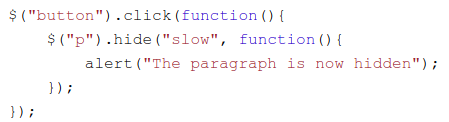 $("button").click(function(){
    $("p").hide("slow", function(){
        alert("The paragraph is now hidden");
    });
});